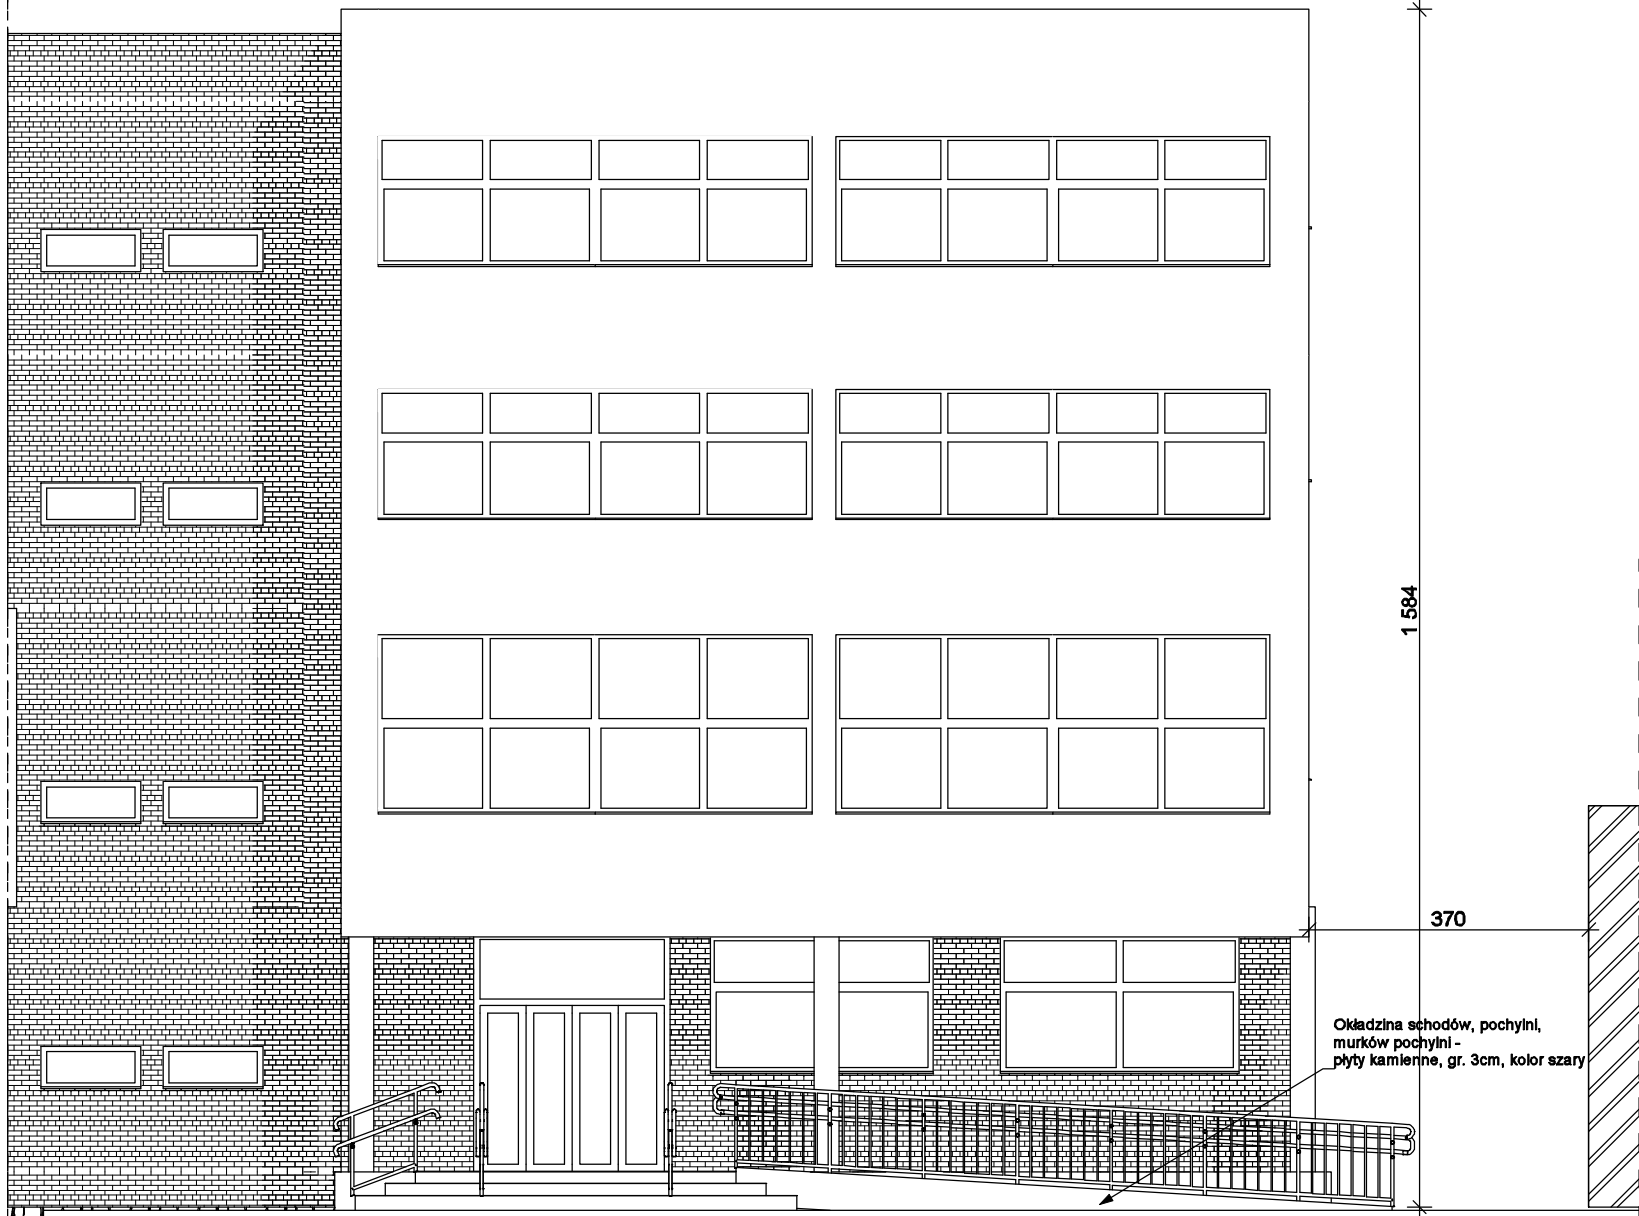 1 584
370
Okładzina schodów, pochylni,
murków pochylni -
płyty kamienne, gr. 3cm, kolor szary